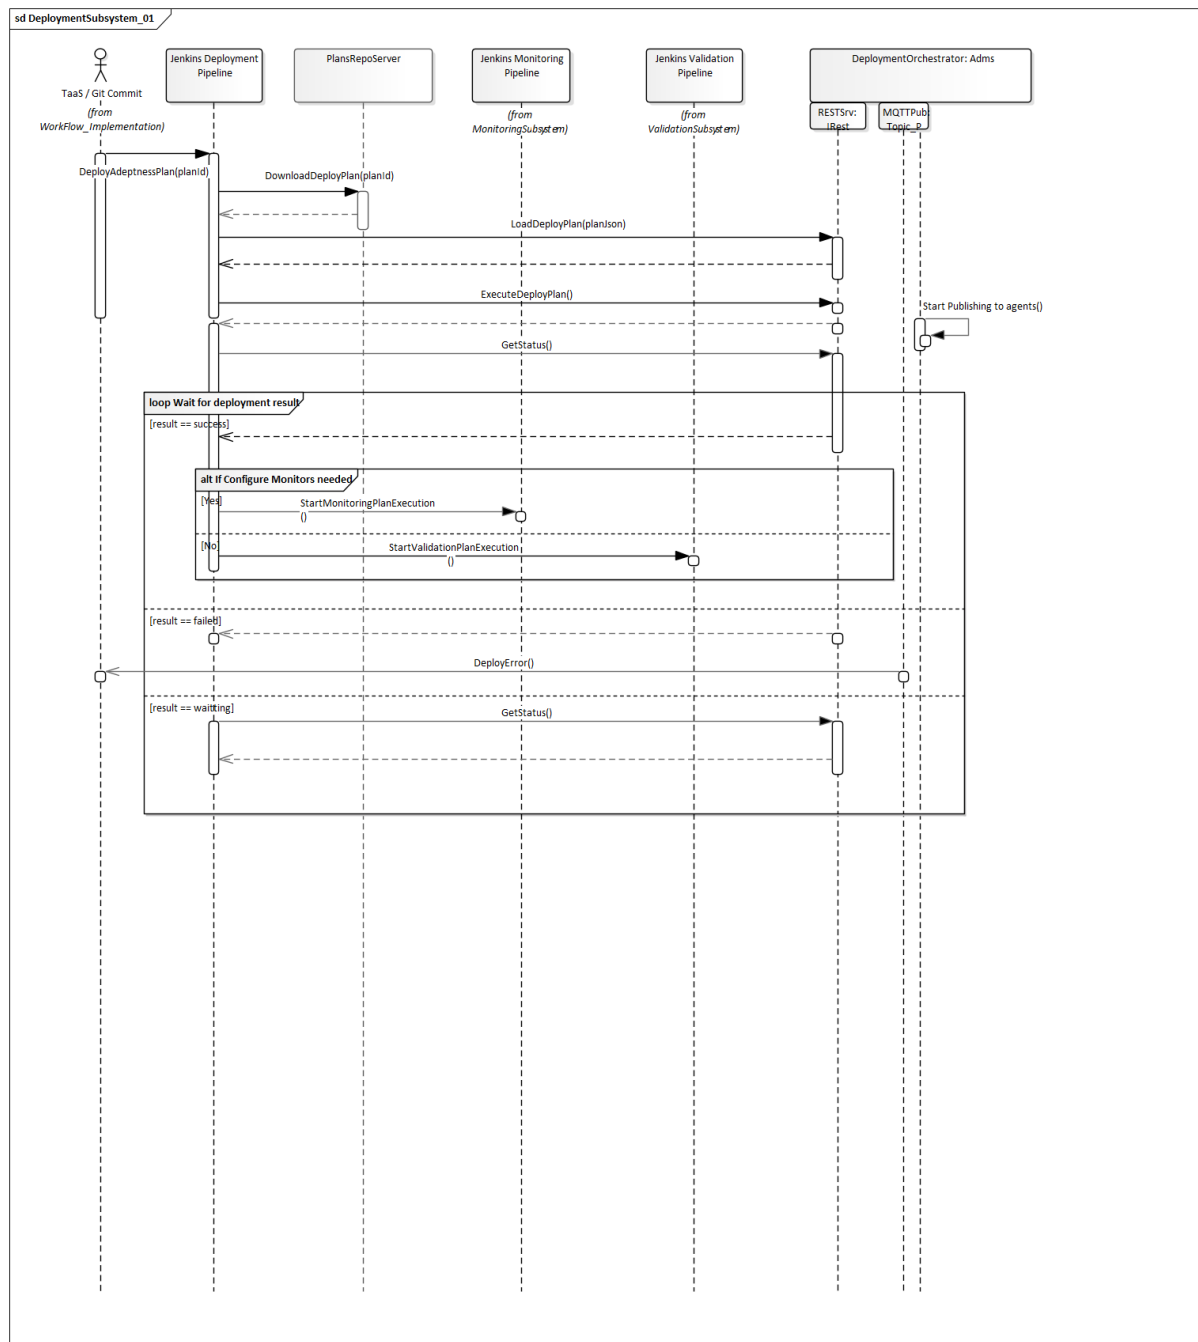 sd DeploymentSubsystem_01
TaaS / Git Commit
(from
WorkFlow_Implementation)
Jenkins Deployment
Pipeline
PlansRepoServer
Jenkins Monitoring
Pipeline
(from
MonitoringSubsystem)
Jenkins Validation
Pipeline
(from
ValidationSubsystem)
DeploymentOrchestrator: Adms
RESTSrv:
IRest
MQTTPub:
Topic_P
DeployAdeptnessPlan(planId)
DownloadDeployPlan(planId)
LoadDeployPlan(planJson)
ExecuteDeployPlan()
Start Publishing to agents()
GetStatus()
loop Wait for deployment result
[result == success]
alt If Configure Monitors needed
[Yes]
StartMonitoringPlanExecution
()
[No]
StartValidationPlanExecution
()
[result == failed]
DeployError()
[result == waitting]
GetStatus()